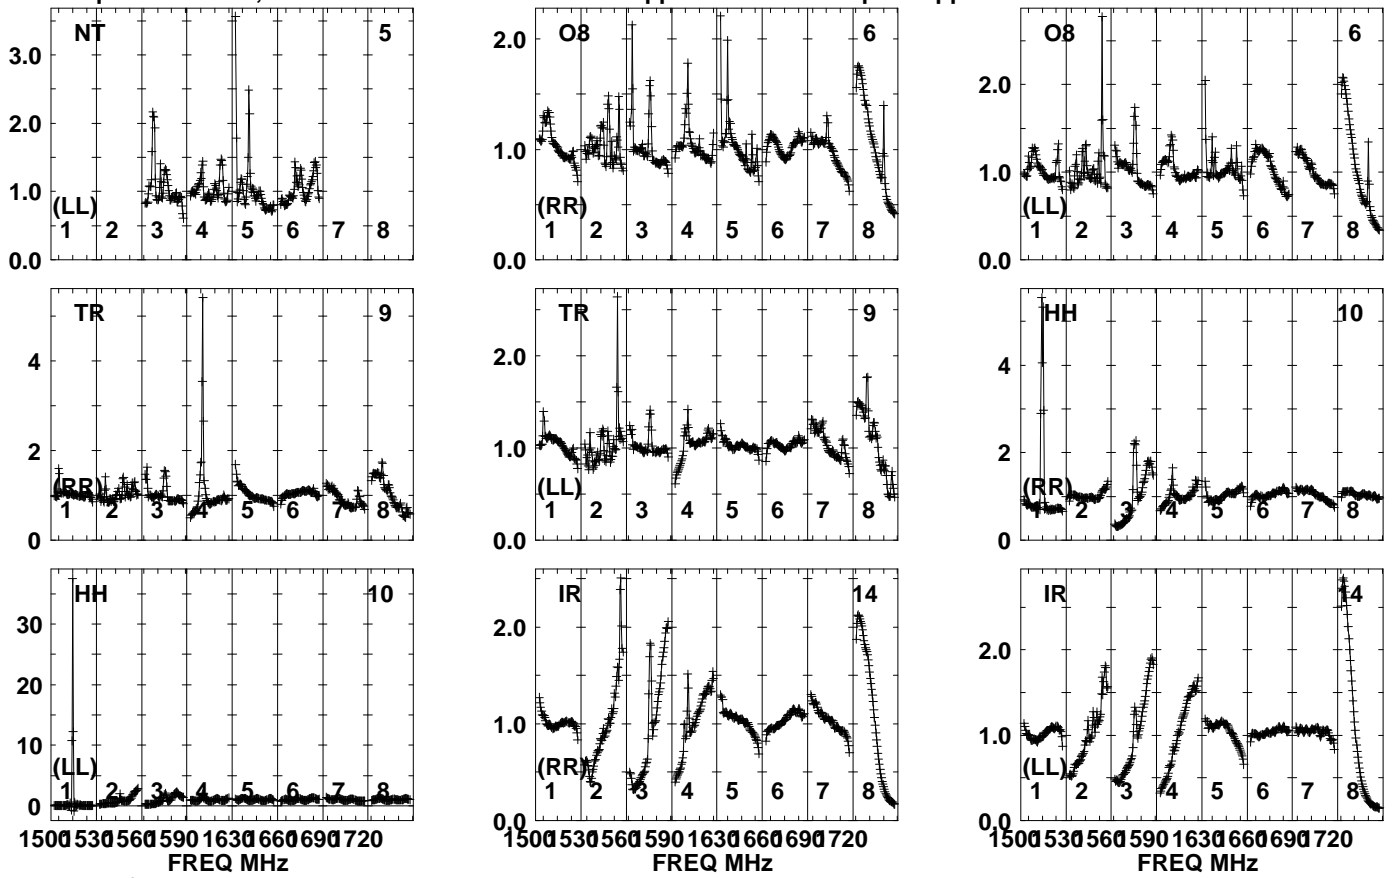 NT 5 O8 6 O8 6
3.0 2.0 2.0
2.0
1.0 1.0 1.0
(LL) (RR) (LL)
1 2 3 4 5 6 7 8 1 2 3 4 5 6 7 8 1 2 3 4 5 6 7 8
0.0 0.0 0.0
TR 9 TR 9 HH 10
4 2.0 4
2 1.0 2
(RR) (LL) (RR)
1 2 3 4 5 6 7 8 1 2 3 4 5 6 7 8 1 2 3 4 5 6 7 8
0 0.0 0
HH 10 IR 14 IR 14
30 2.0 2.0
20
10 1.0 1.0
(LL) (RR) (LL)
1 2 3 4 5 6 7 8 1 2 3 4 5 6 7 8 1 2 3 4 5 6 7 8
0 0.0 0.0
1500 1530 1560 1590 1630 1660 1690 1720 1500 1530 1560 1590 1630 1660 1690 1720 1500 1530 1560 1590 1630 1660 1690 1720
FREQ MHz FREQ MHz FREQ MHz